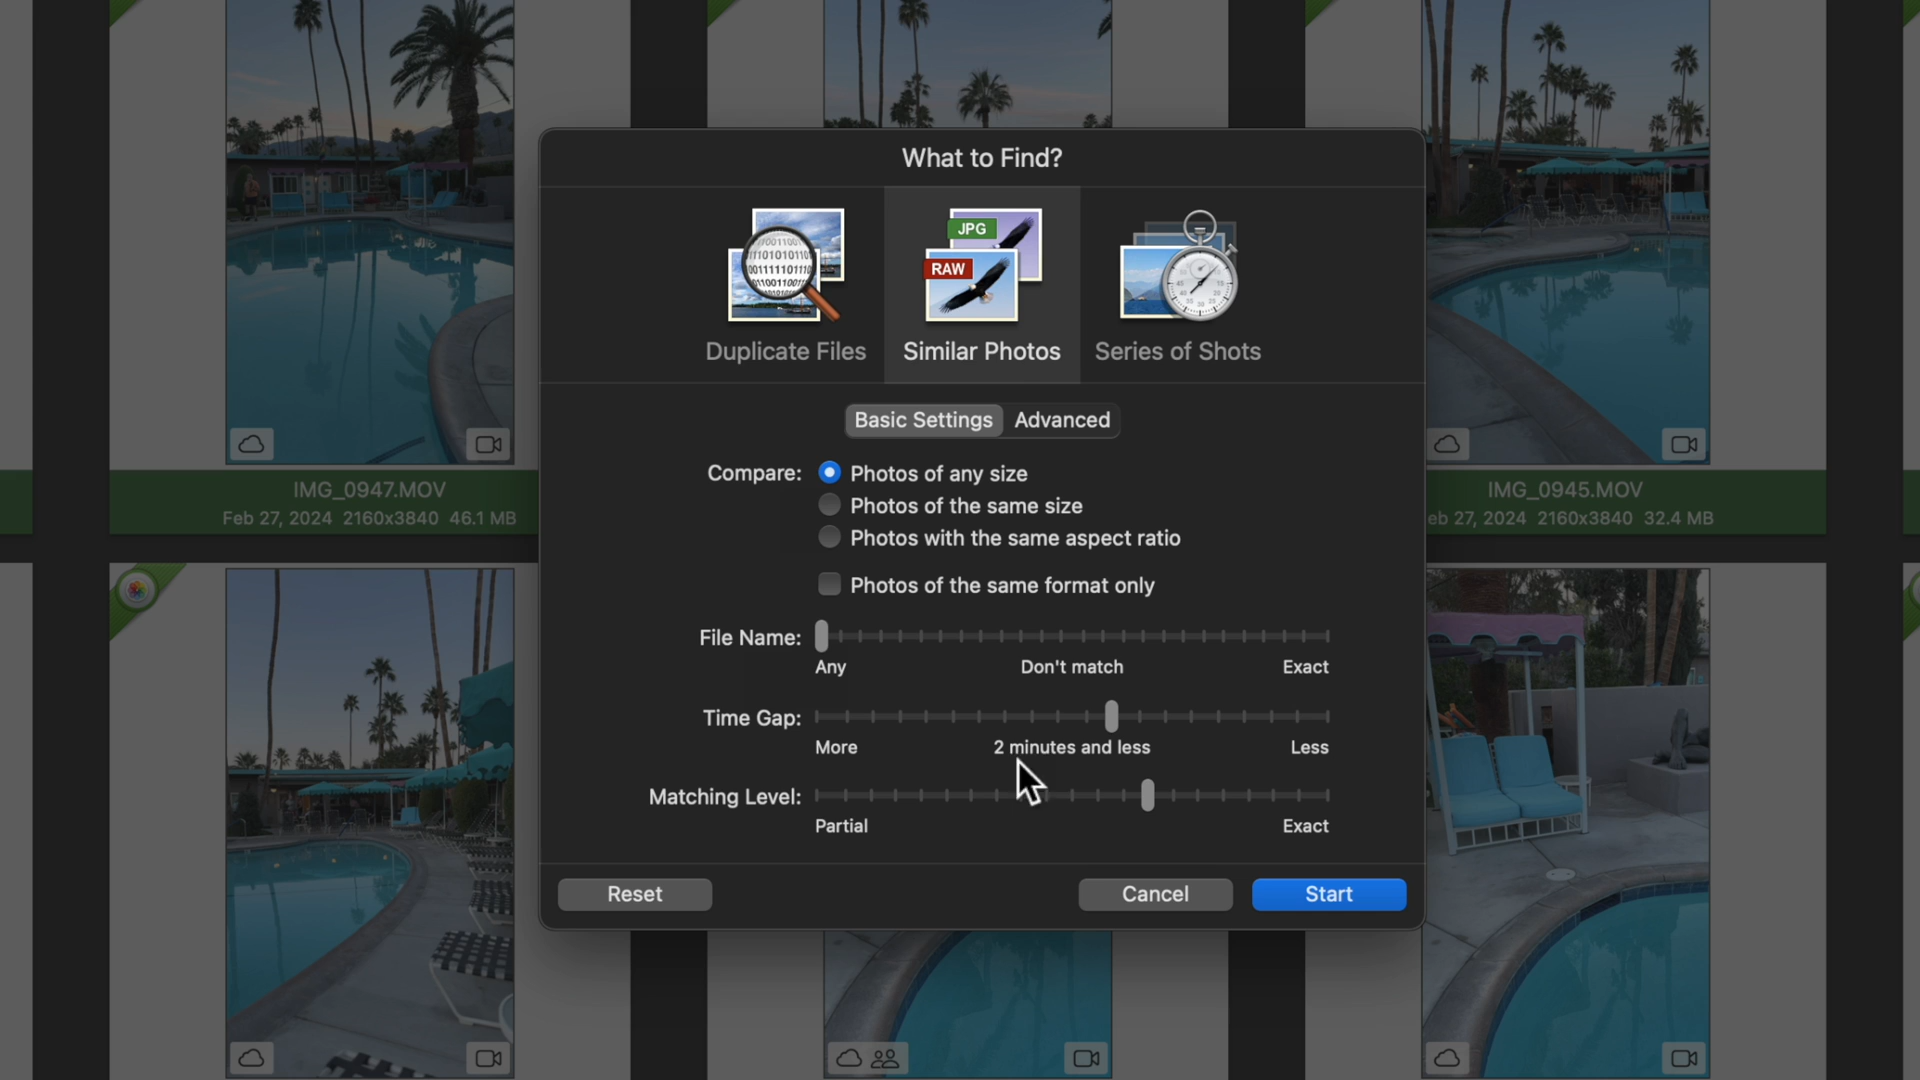 What to Find?
JPG
RAW
Duplicate Files
Similar Photos
Series of Shots
Basic Settings
Advanced
Compare:
Photos of any size
Photos of the same size
Photos with the same aspect ratio
Photos of the same format only
File Name:
Any
Don't match
Exact
Time Gap:
More
2 minutes and less
Less
Matching Level:
Partial
Exact
Reset
Cancel
Start
IMG_0947.MOV
Feb 27, 2024 2160x3840 46.1 MB
IMG_0945.MOV
eb 27, 2024 2160x3840 32.4 MB